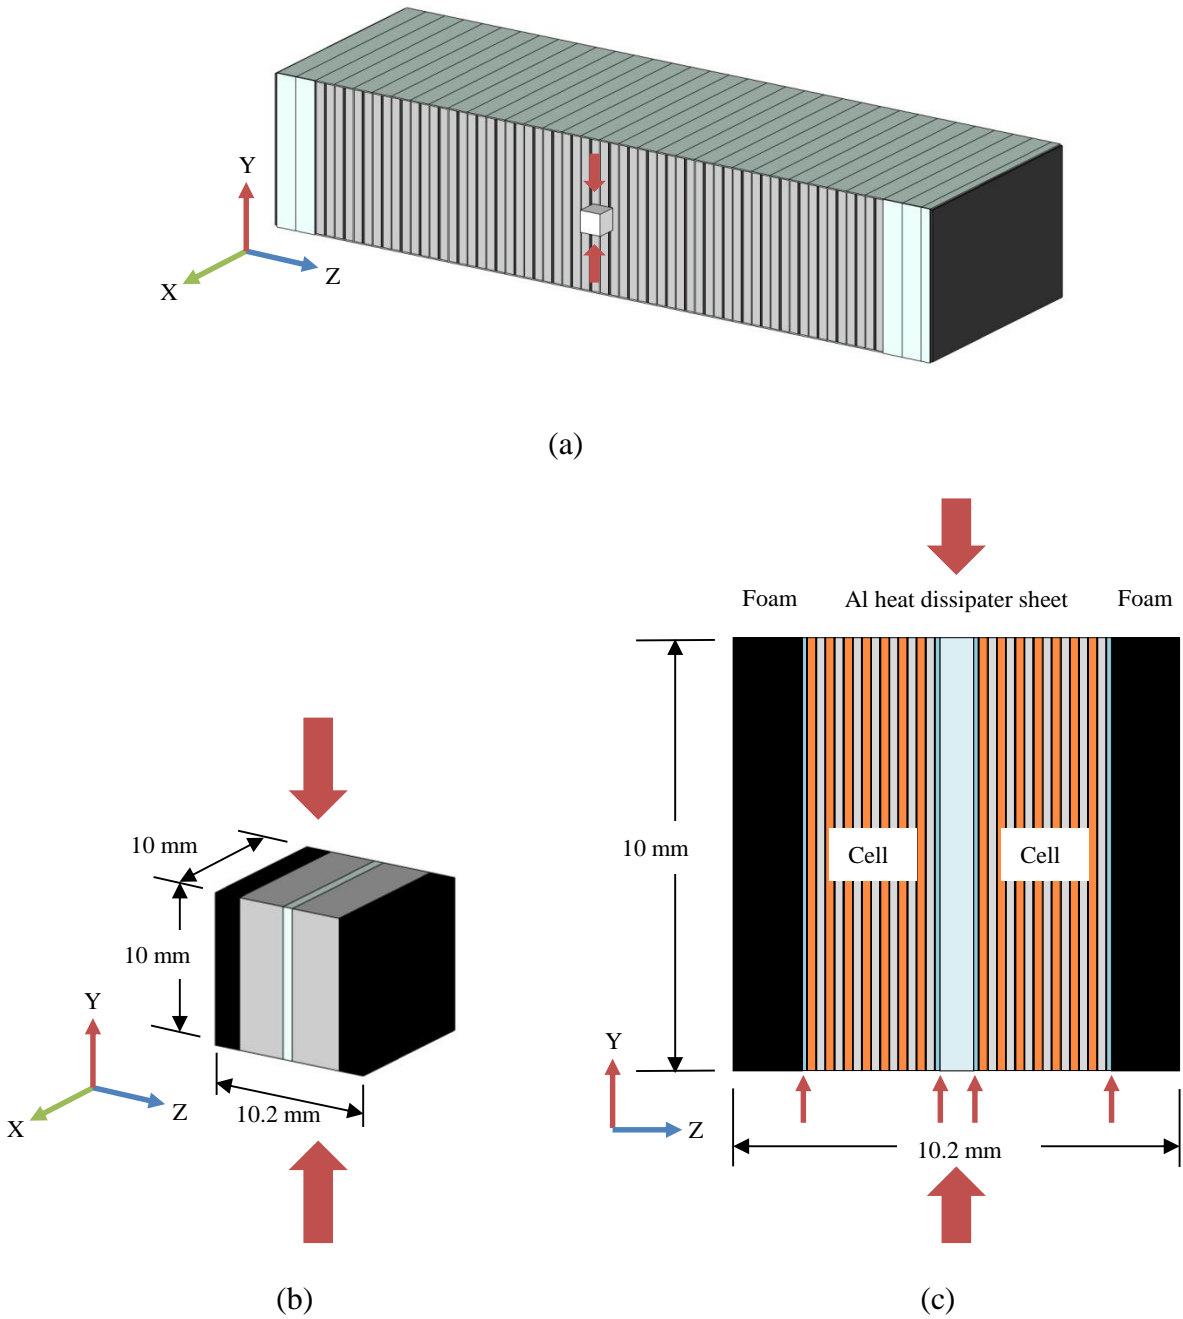 Y
X
Z
(a)
Foam Al heat dissipater sheet Foam
10 mm
10 mm
10 mm
Cell Cell
Y
X
Z
10.2 mm
Y
Z
10.2 mm
(b)
(c)